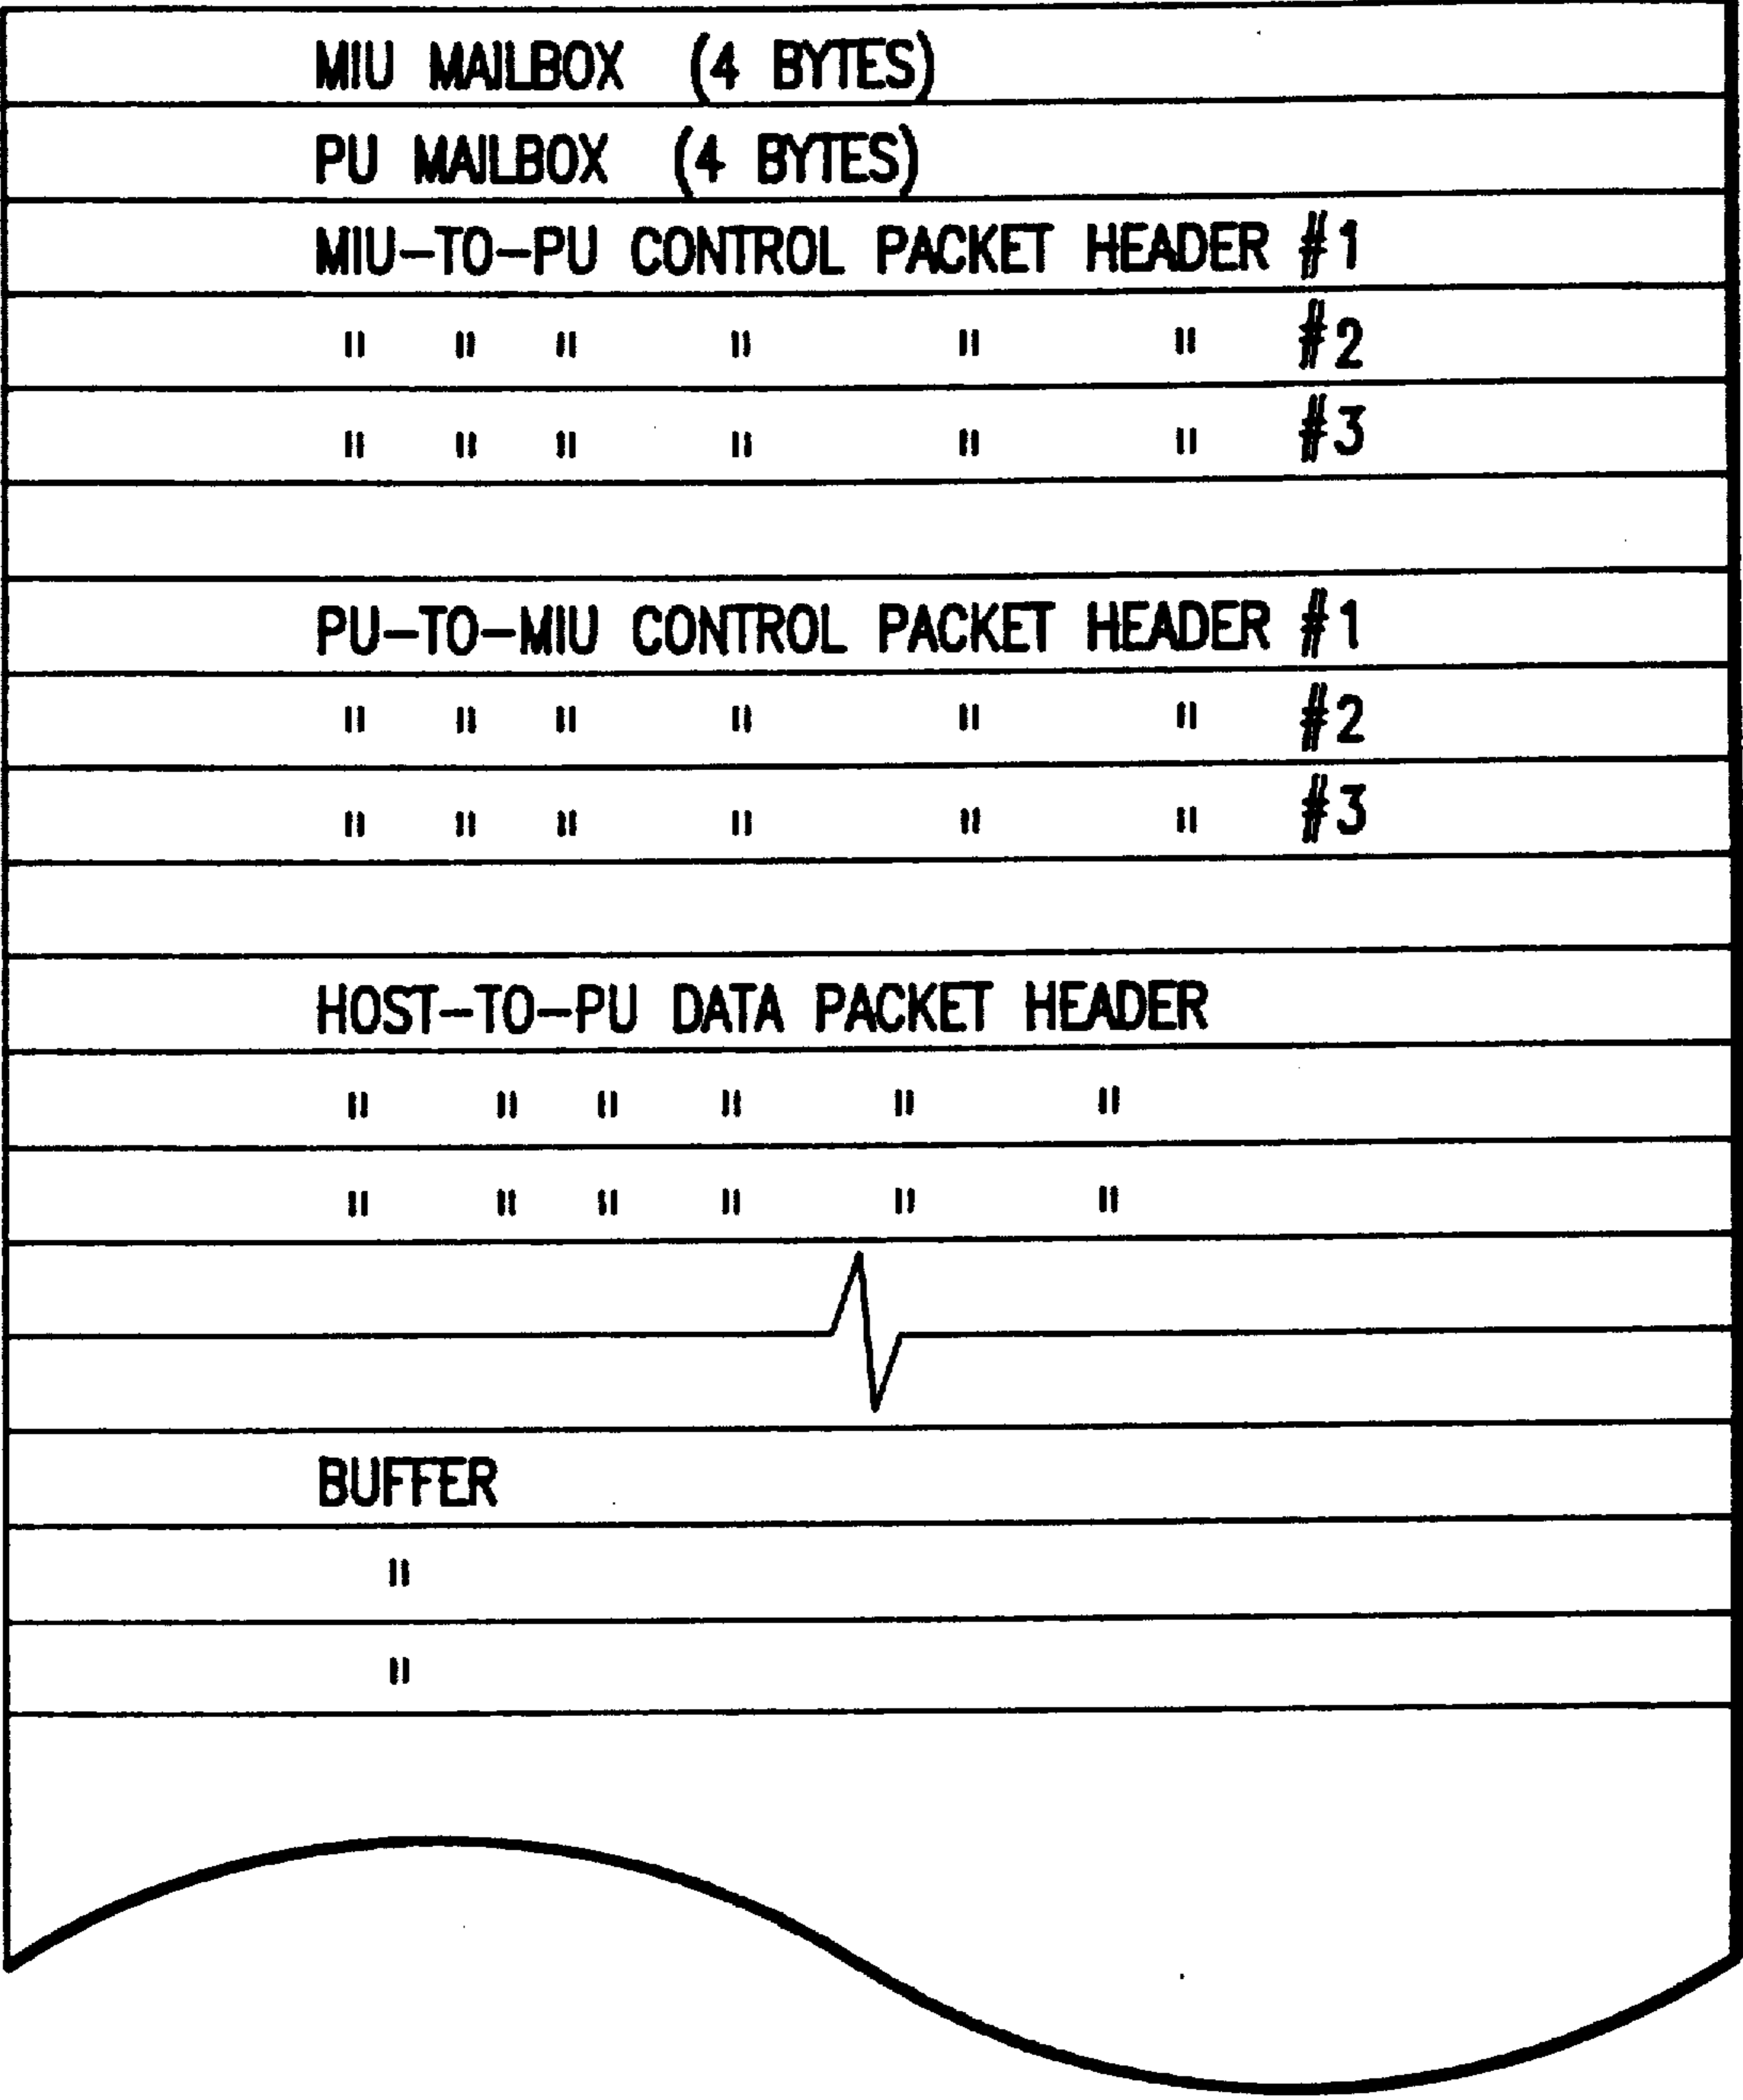 MIU MAILBOX (4 BYTES)
PU MAILBOX (4 BYTES)
MIU-TO-PU CONTROL PACKET HEADER #1
" " " " " " #2
" " " " " " #3
PU-TO-MIU CONTROL PACKET HEADER #1
" " " " " " #2
" " " " " " #3
HOST-TO-PU DATA PACKET HEADER
" " " " " "
" " " " " "
BUFFER
"
"